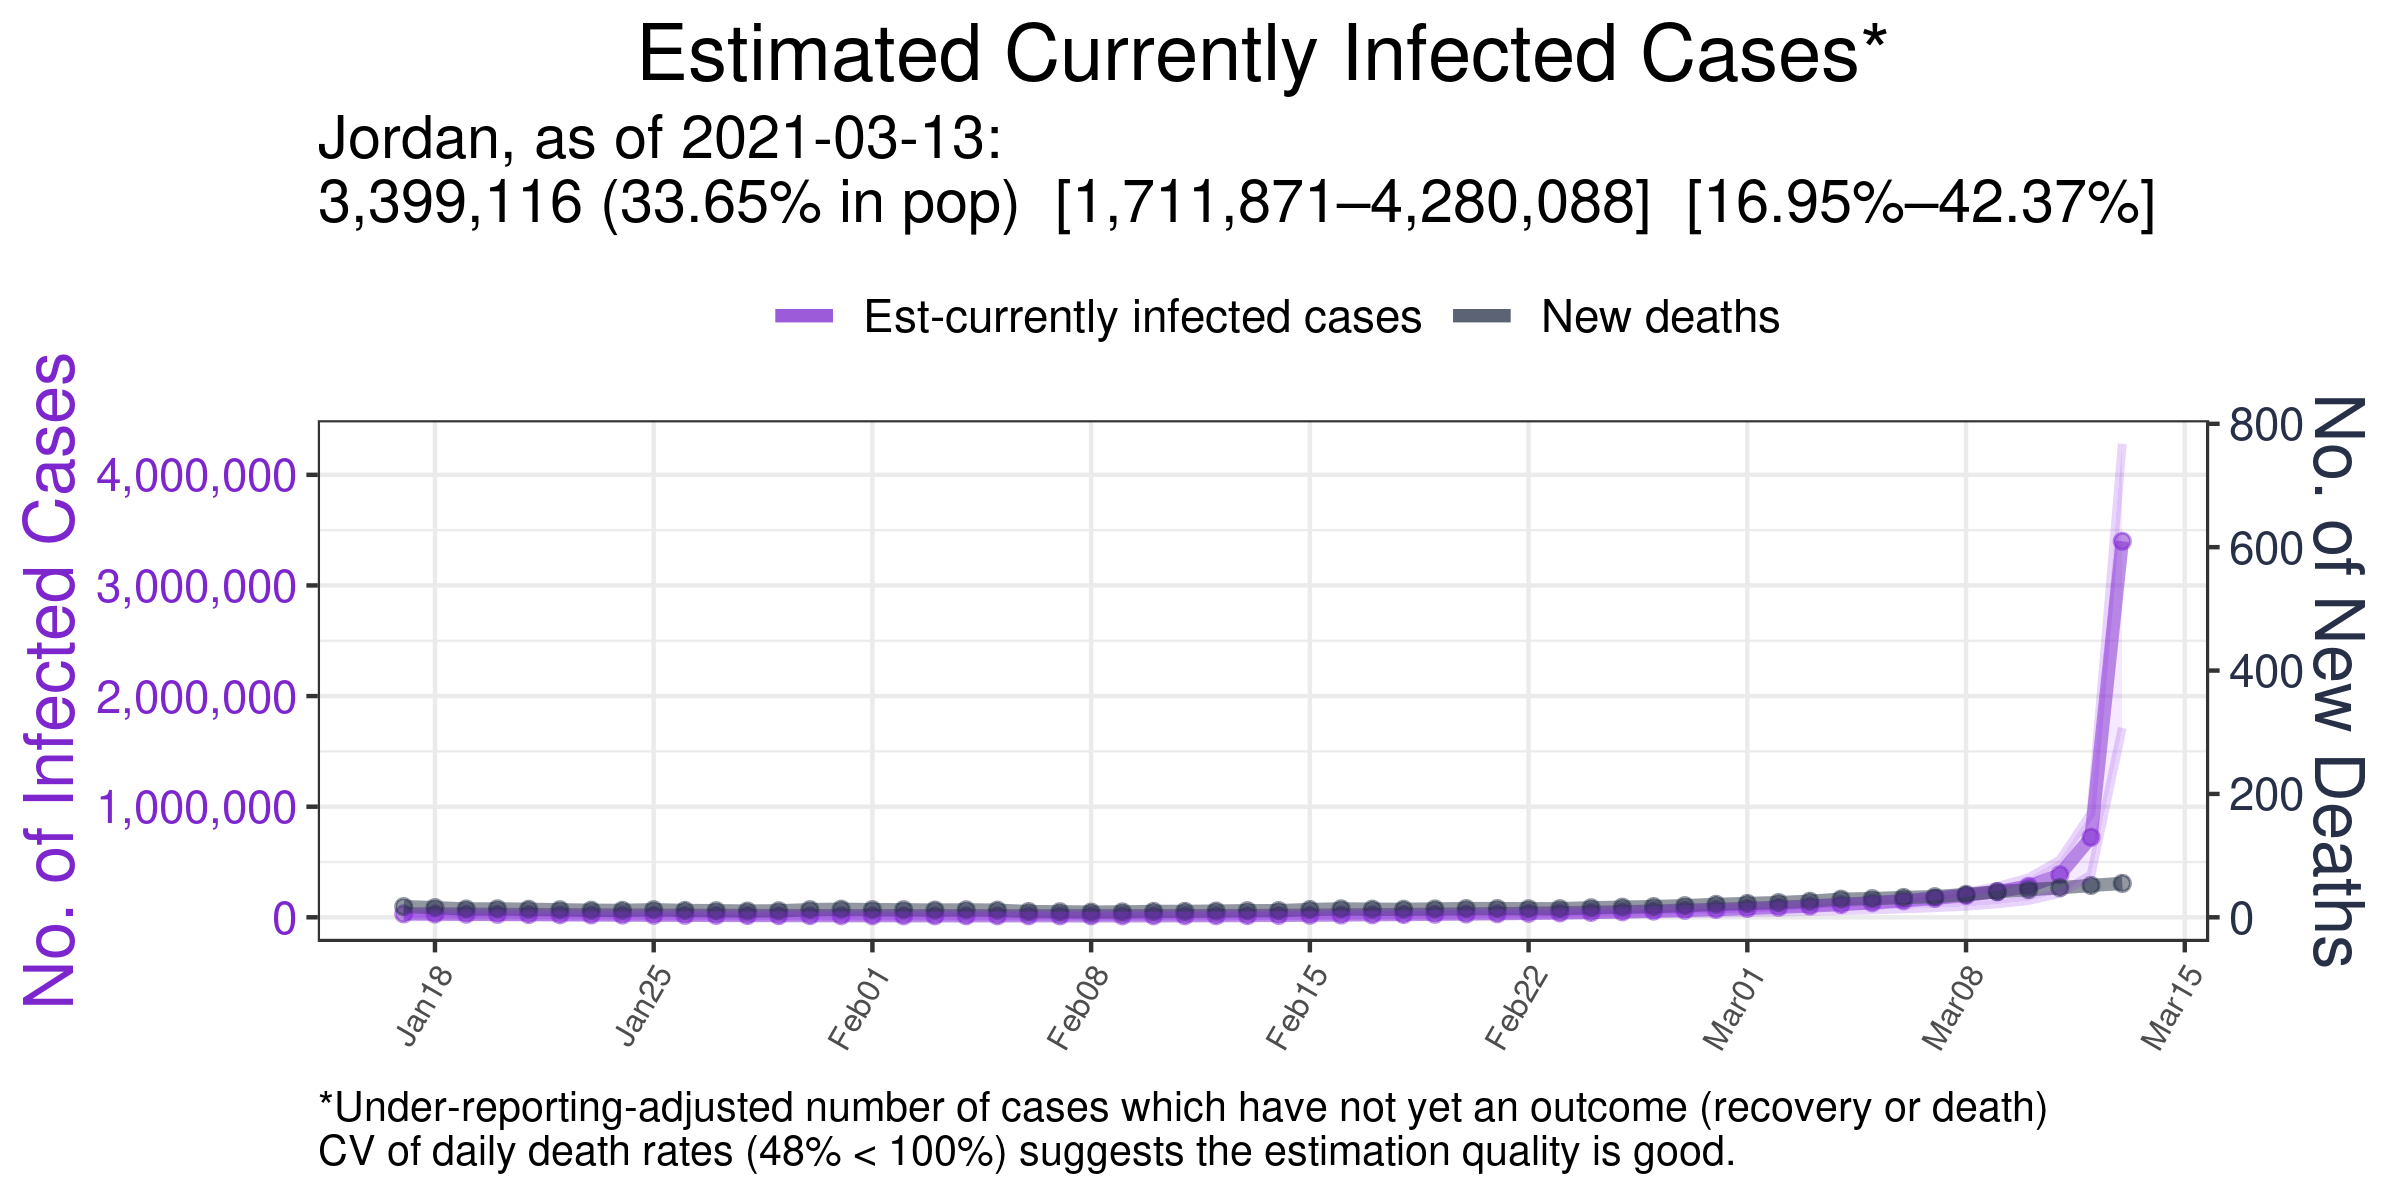 Estimated Currently Infected Cases*
Jordan, as of 2021-03-13:
3,399,116 (33.65% in pop)  [1,711,871–4,280,088]  [16.95%–42.37%]
Est-currently infected cases
New deaths
No. of Infected Cases
4,000,000
3,000,000
2,000,000
1,000,000
0
800
600
400
200
0
No. of New Deaths
Jan18
Jan25
Feb01
Feb08
Feb15
Feb22
Mar01
Mar08
Mar15
*Under-reporting-adjusted number of cases which have not yet an outcome (recovery or death)
CV of daily death rates (48% < 100%) suggests the estimation quality is good.